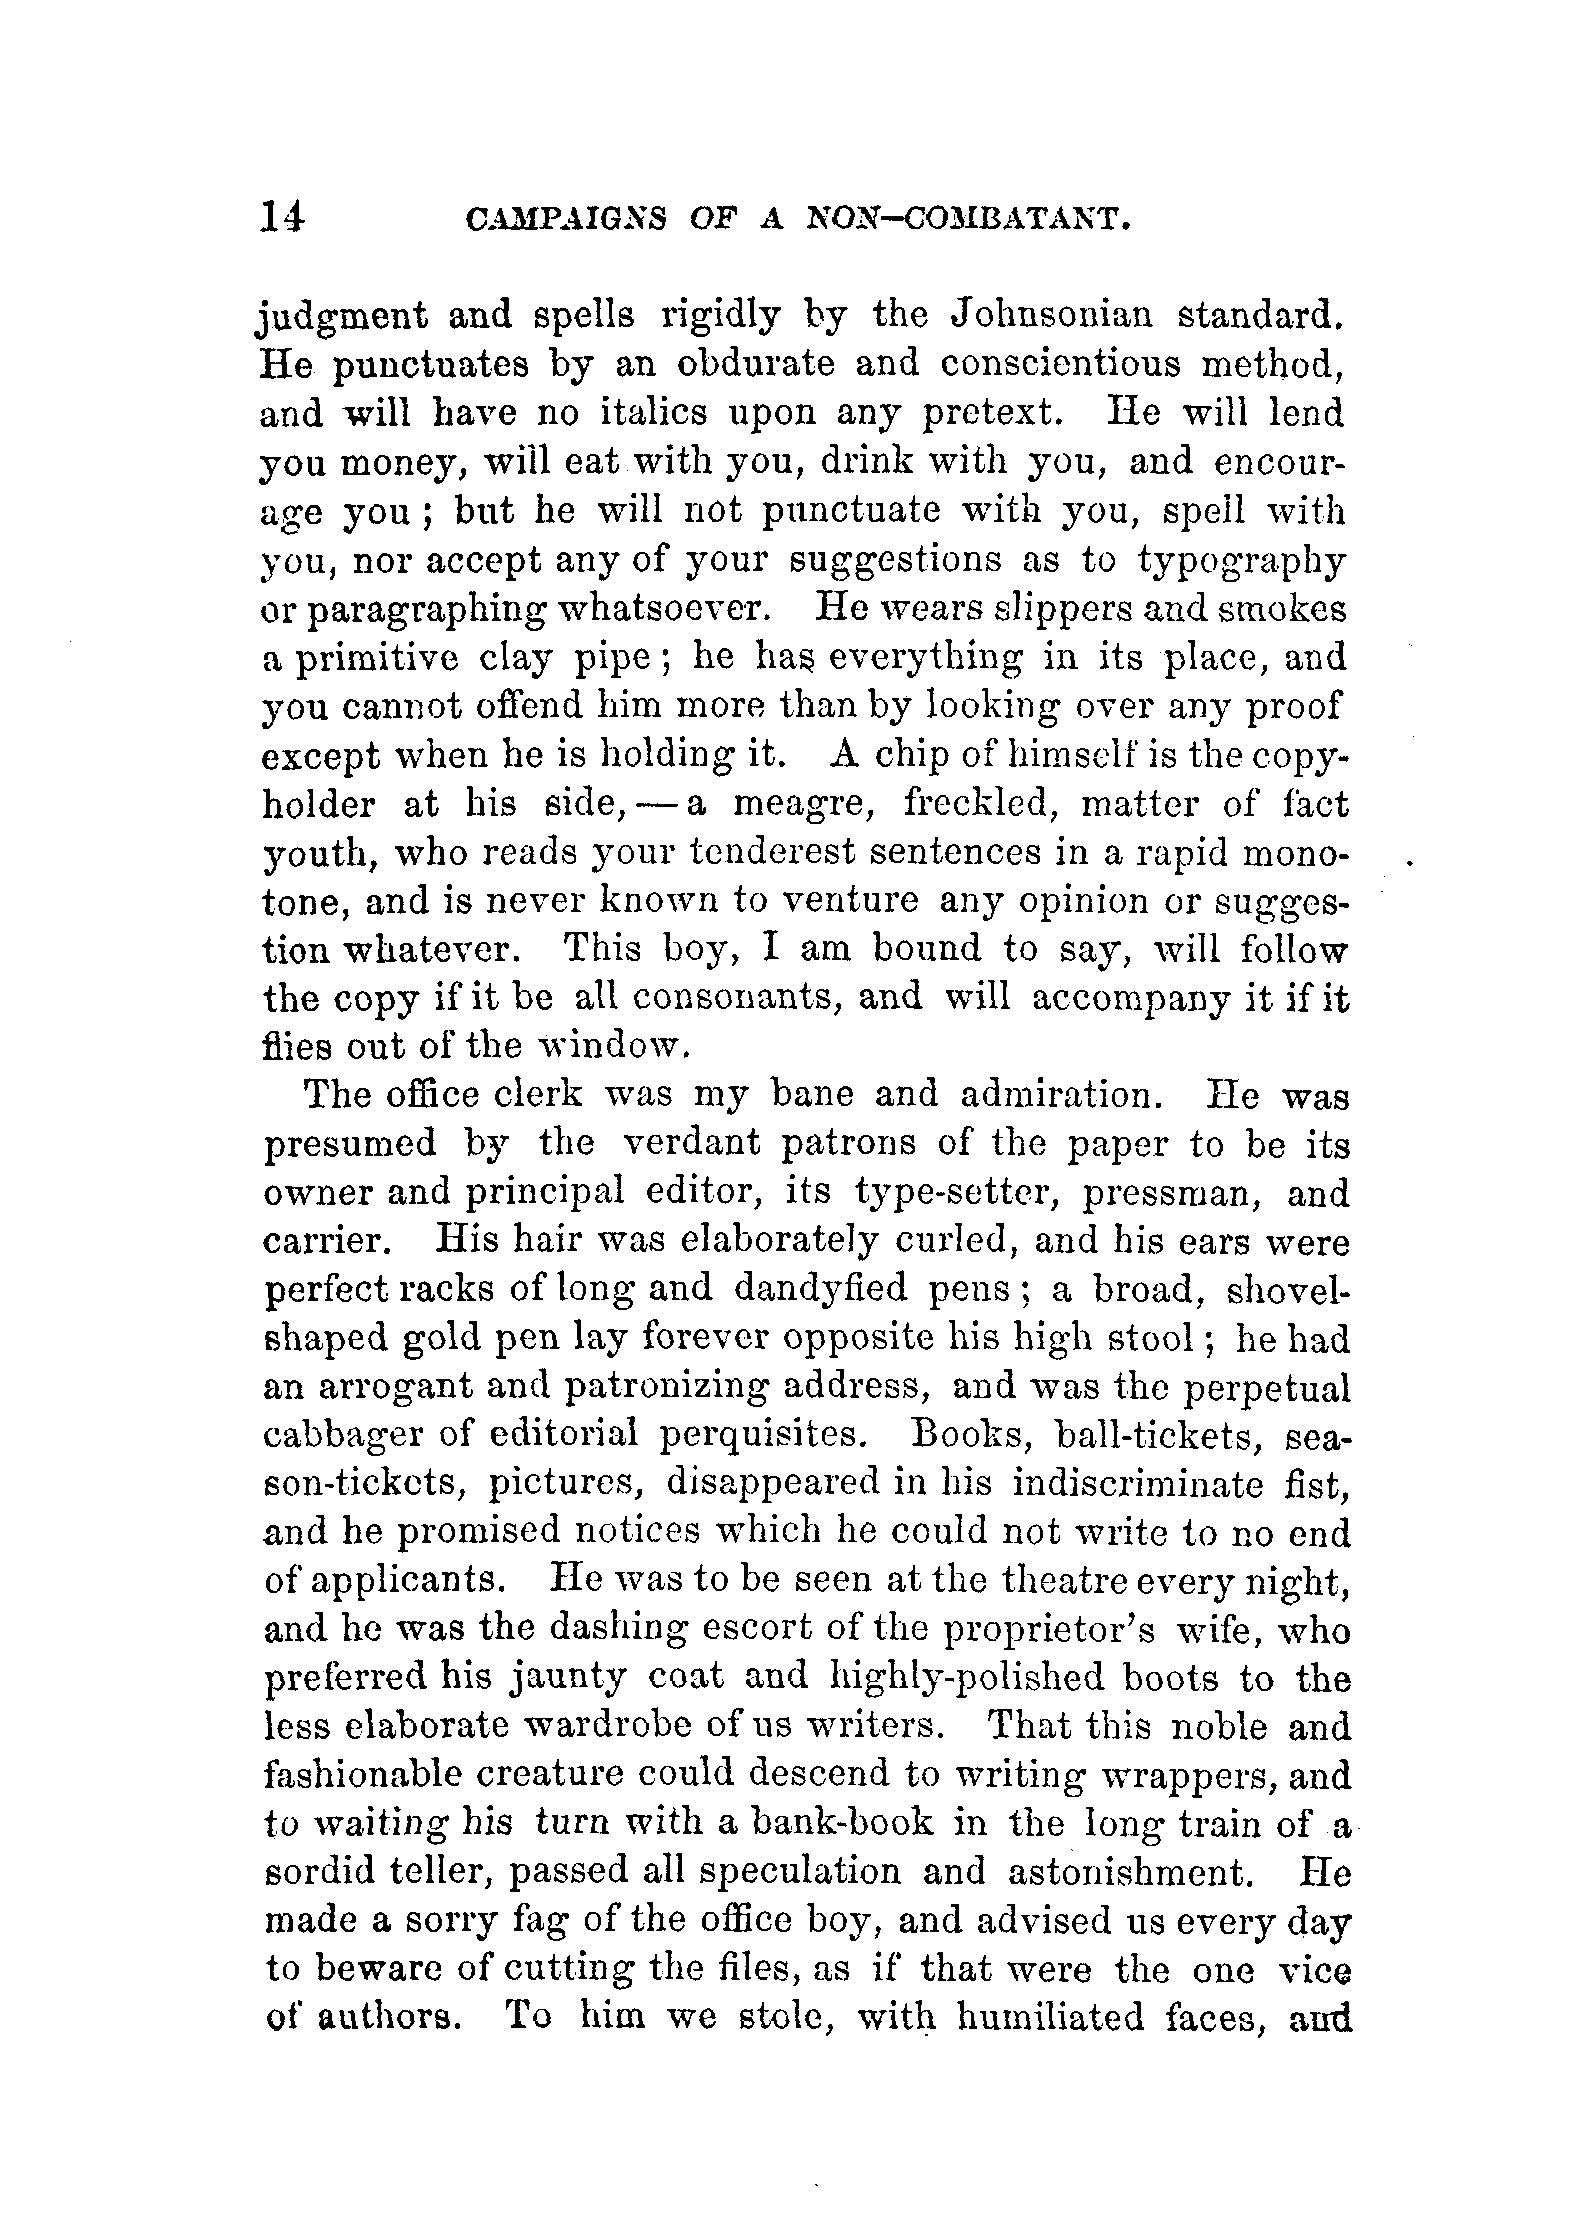 14 CAMPAIGNS OF A NON-COMBATANT.
judgment and spells rigidly by the Johnsonian standard.
He punctuates by an obdurate and conscientious method,
and will have no italics upon any pretext. He will lend
you money, will eat with you, drink with you, and encour-
age you ; but he will not punctuate with you, spell with
you, nor accept any of your suggestions as to typography
or paragraphing whatsoever. He wears slippers and smokes
a primitive clay pipe ; he has everything in its place, and
you cannot offend him more than by looking over any proof
except when he is holding it. A chip of himself is the copy-
holder at his side, — a meagre, freckled, matter of fact
youth, who reads your tenderest sentences in a rapid mono-
tone, and is never known to venture any opinion or sugges-
tion whatever. This boy, I am bound to say, will follow
the copy if it be all consonants, and will accompany it if it
flies out of the window.
The office clerk was my bane and admiration. He was
presumed by the verdant patrons of the paper to be its
owner and principal editor, its type-setter, pressman, and
carrier. His hair was elaborately curled, and his ears were
perfect racks of long and dandyfied pens ; a broad, shovel-
shaped gold pen lay forever opposite his high stool ; he had
an arrogant and patronizing address, and was the perpetual
cabbager of editorial perquisites. Books, ball-tickets, sea-
son-tickets, pictures, disappeared in his indiscriminate fist,
and he promised notices which he could not write to no end
of applicants. He was to be seen at the theatre every night,
and he was the dashing escort of the proprietor's wife, who
preferred his jaunty coat and highly-polished boots to the
less elaborate wardrobe of us writers. That this noble and
fashionable creature could descend to writing wrappers, and
to waiting his turn with a bank-book in the long train of a
sordid teller, passed all speculation and astonishment. He
made a sorry fag of the office boy, and advised us every day
to beware of cutting the files, as if that were the one vice
of authors. To him we stole, with humiliated faces, and